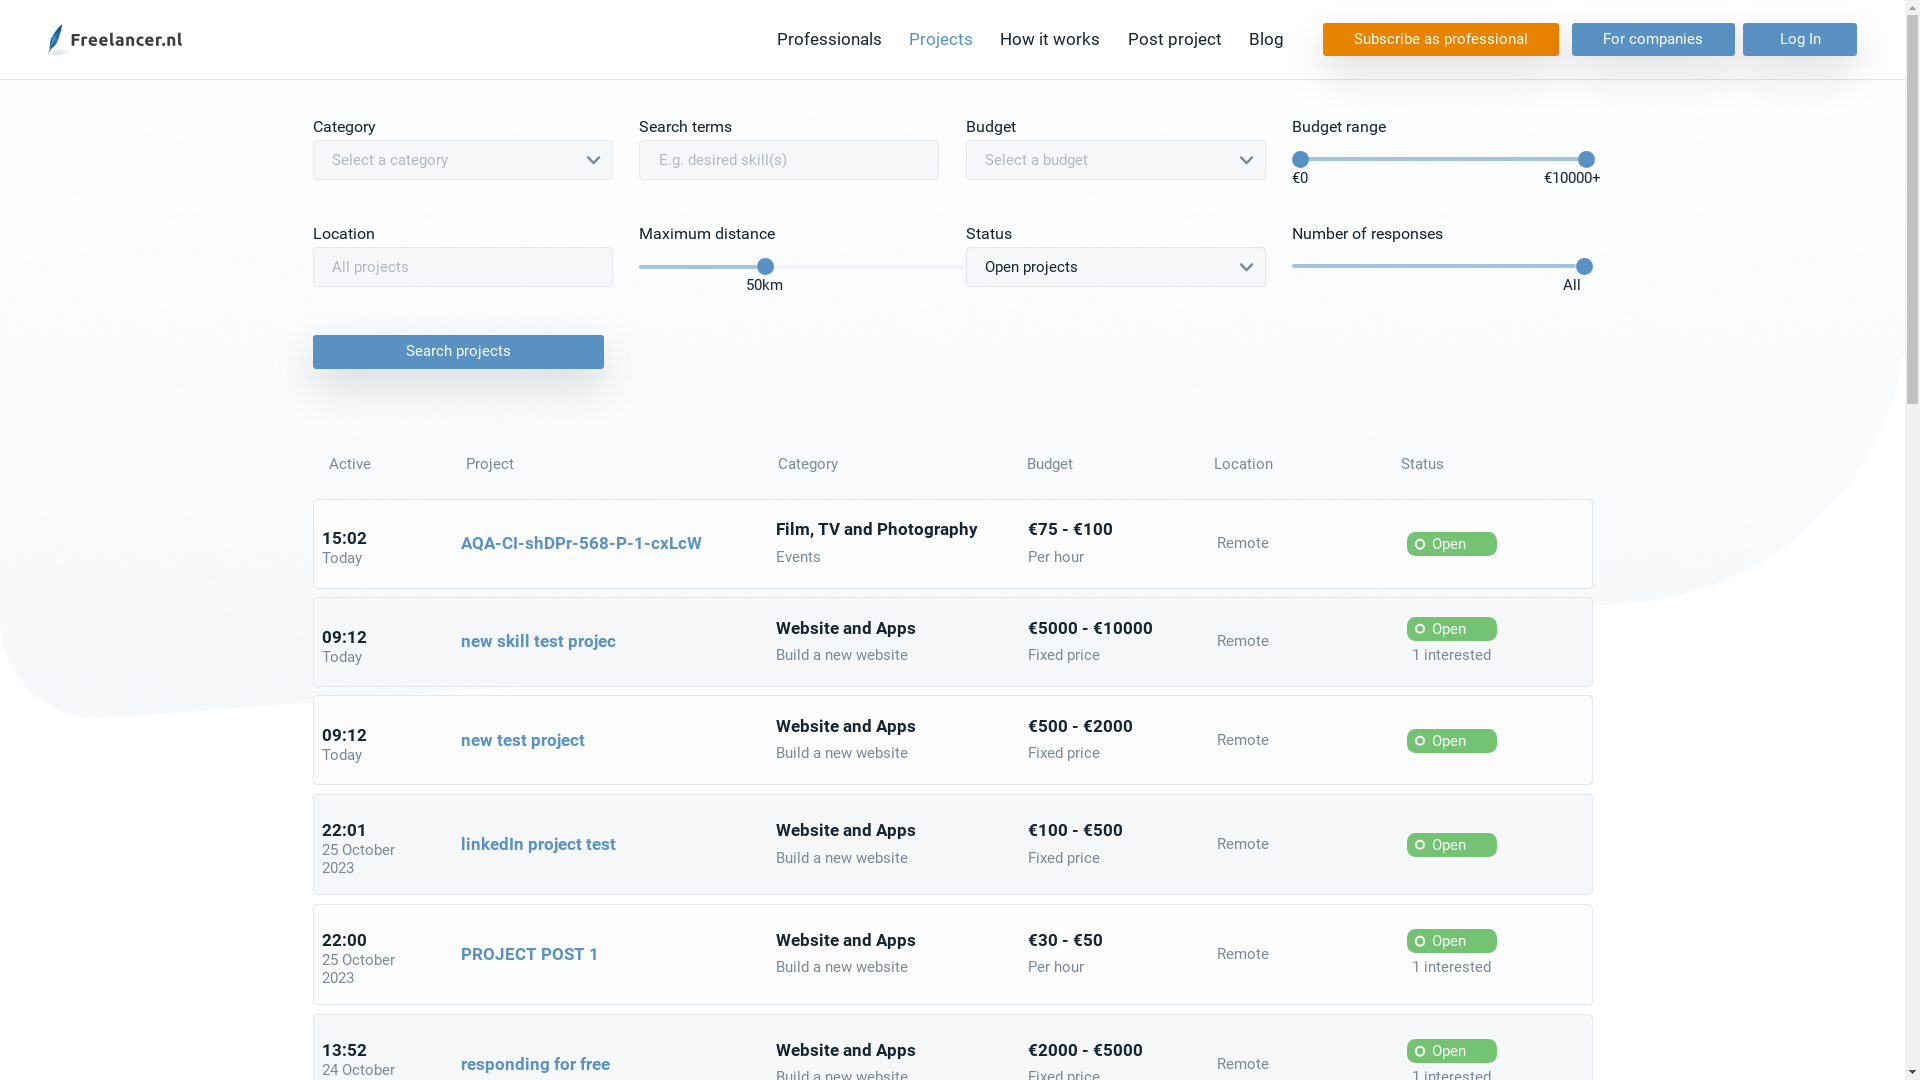 Freelancer.nl
Professionals
Projects
How it works
Post project
Blog
Subscribe as professional
For companies
Log In
Category
Search terms
Budget
Budget range
Select a category
E.g. desired skill(s)
Select a budget
€0
€10000+
Location
Maximum distance
Status
Number of responses
All projects
50km
Open projects
All
Search projects
Active
Project
Category
Budget
Location
Status
15:02
Today
AQA-CI-shDPr-568-P-1-cxLcW
Film, TV and Photography
Events
€75 - €100
Per hour
Remote
Open
09:12
Today
new skill test projec
Website and Apps
Build a new website
€5000 - €10000
Fixed price
Remote
Open
1 interested
09:12
Today
new test project
Website and Apps
Build a new website
€500 - €2000
Fixed price
Remote
Open
22:01
25 October
2023
linkedIn project test
Website and Apps
Build a new website
€100 - €500
Fixed price
Remote
Open
22:00
25 October
2023
PROJECT POST 1
Website and Apps
Build a new website
€30 - €50
Per hour
Remote
Open
1 interested
13:52
24 October
responding for free
Website and Apps
Build a new website
€2000 - €5000
Fixed price
Remote
Open
1 interested